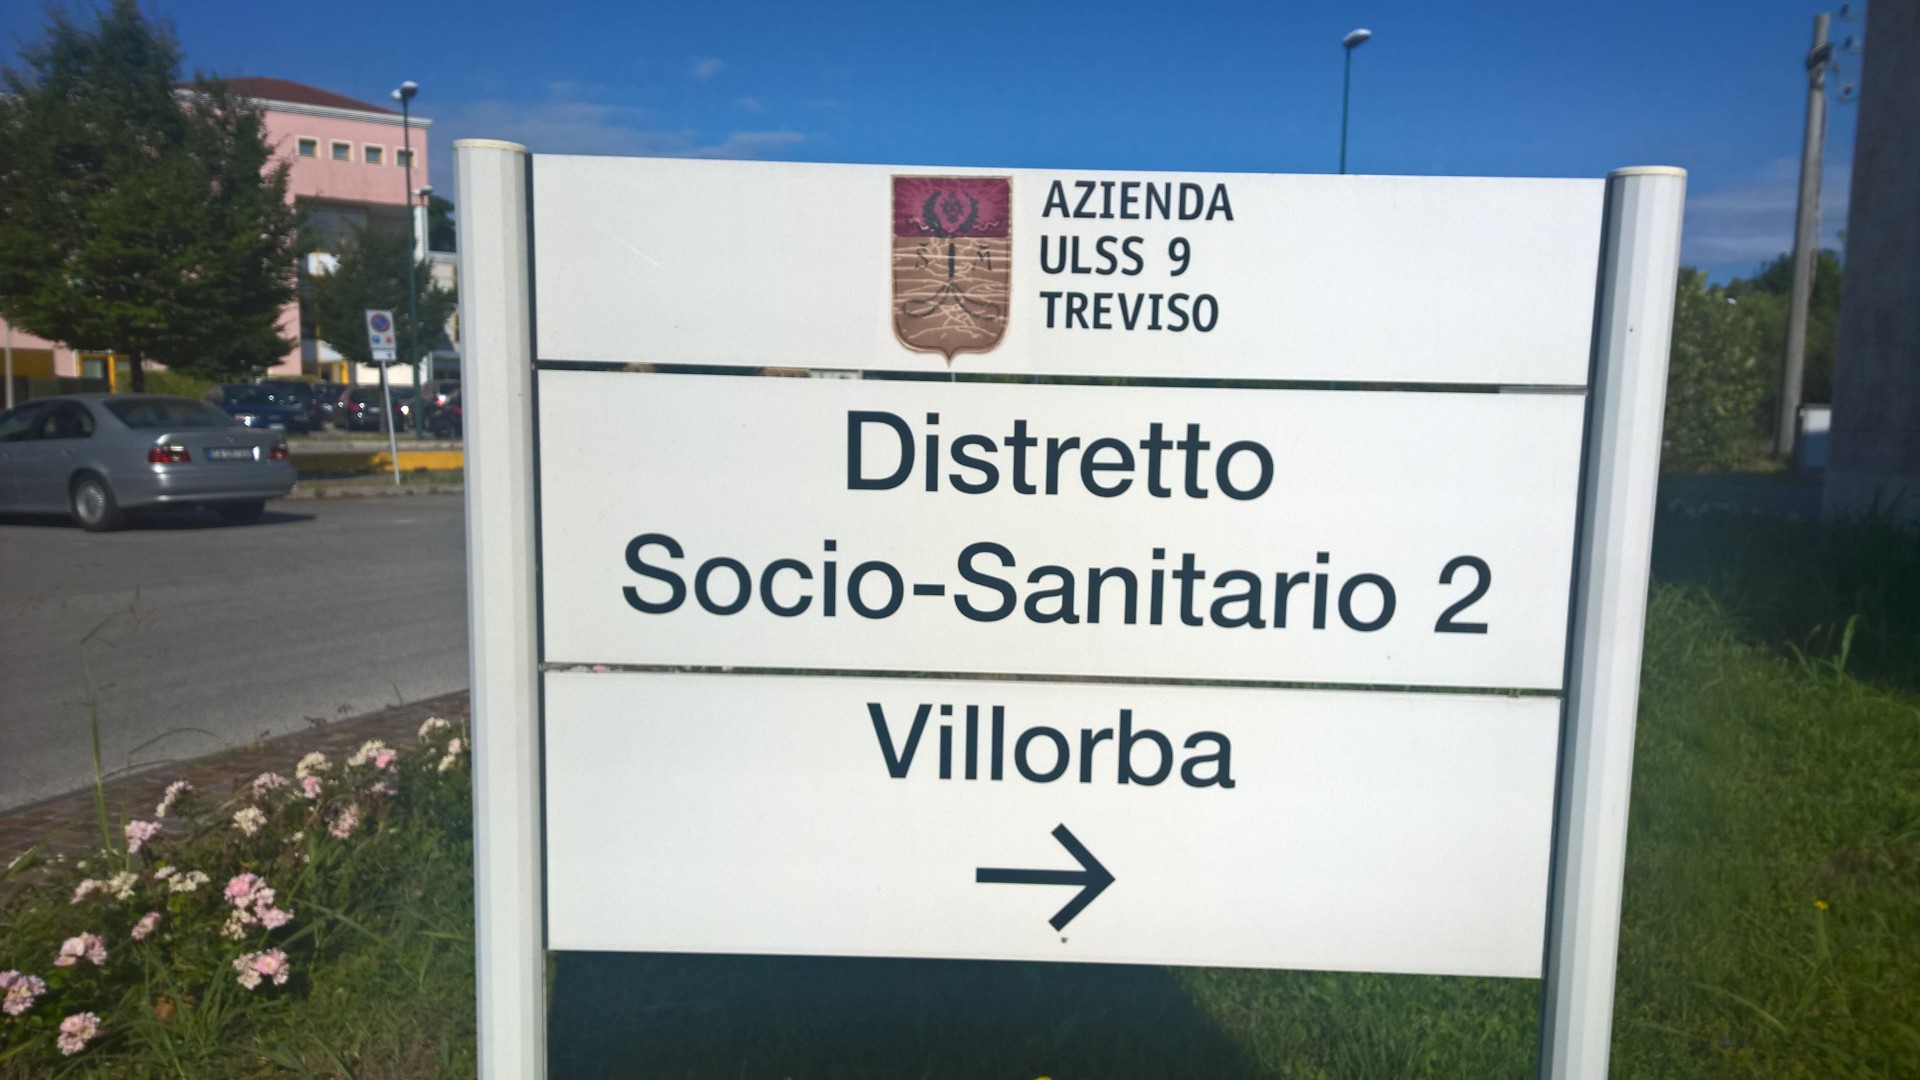 AZIENDA
ULSS 9
TREVISO
S M
Distretto
Socio-Sanitario 2
Villorba